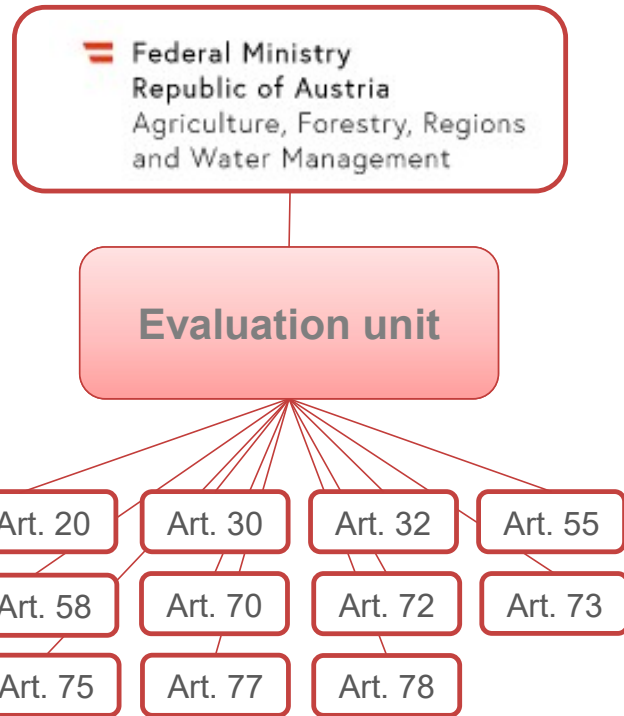 Federal Ministry
Republic of Austria
Agriculture, Forestry, Regions
and Water Management
Evaluation unit
Art. 20
Art. 30
Art. 32
Art. 55
Art. 58
Art. 70
Art. 72
Art. 73
Art. 75
Art. 77
Art. 78